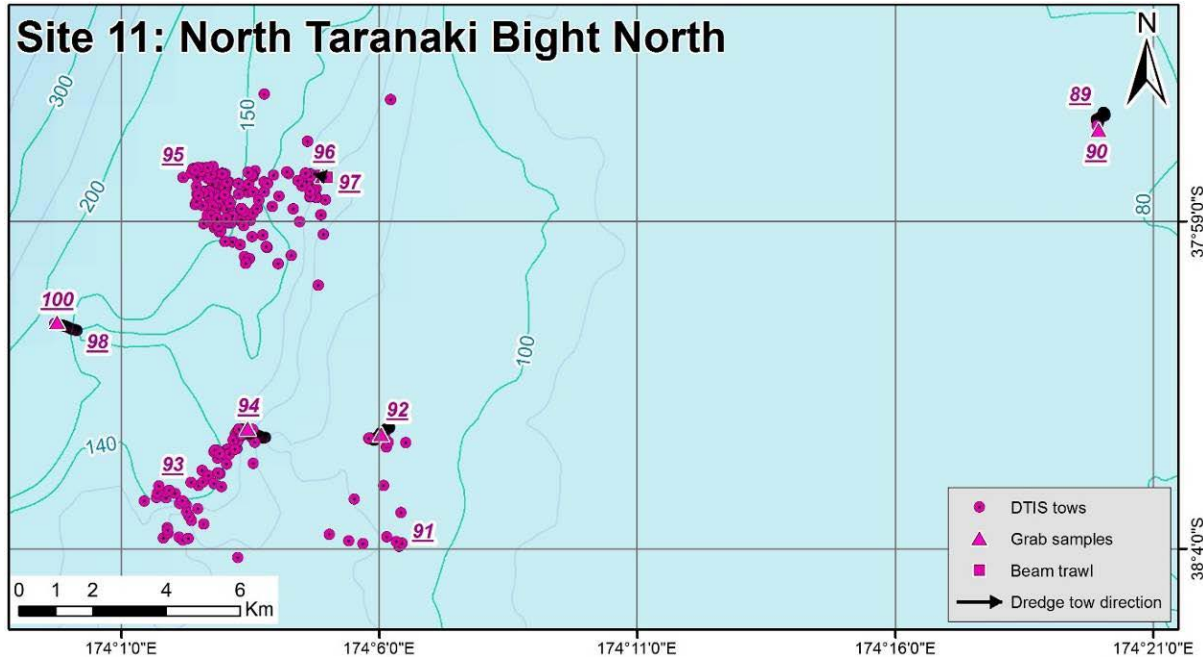 Site 11: North Taranaki Bight North
N
300
150
89
90
95
96
97
200
80
37°59'0"S
100
98
100
94
92
140
93
91
DTIS tows
Grab samples
Beam trawl
Dredge tow direction
38°4'0"S
0 1 2 4 6
Km
174°1'0"E 174°6'0"E 174°11'0"E 174°16'0"E 174°21'0"E